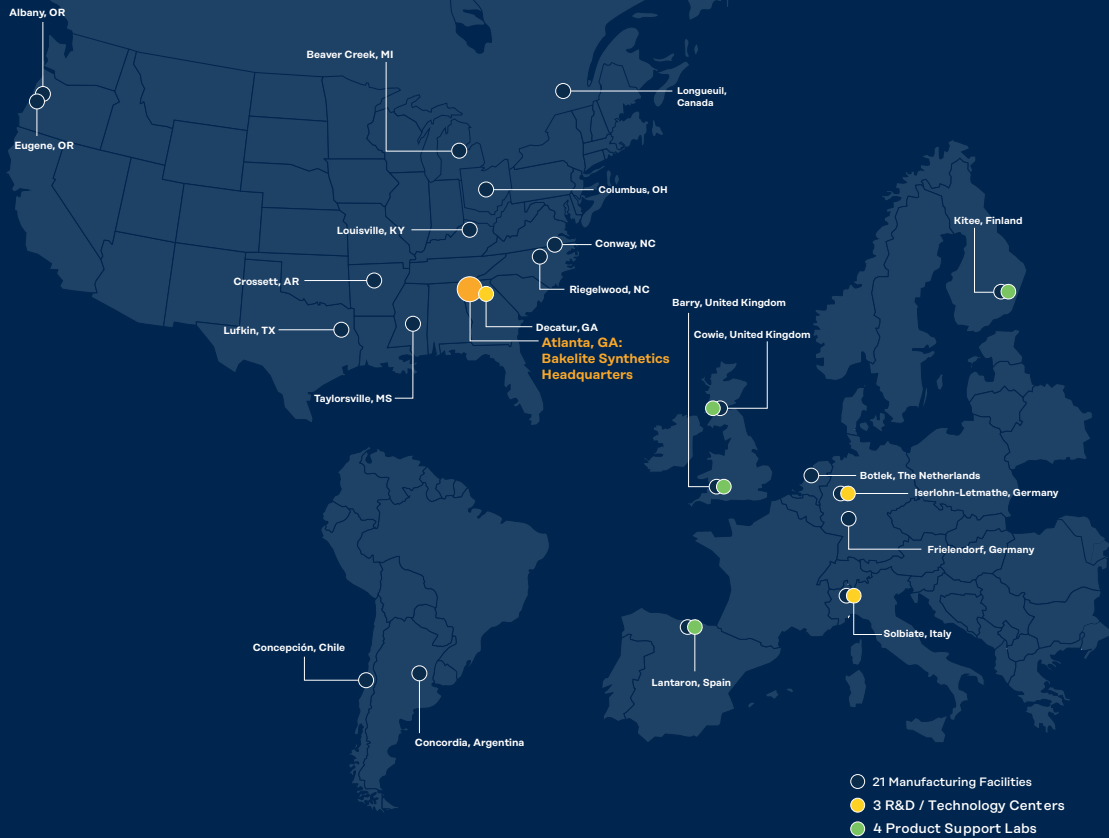 Albany, OR
Beaver Creek, MI
Longueuil,
Canada
Eugene, OR
Columbus, OH
Kitee, Finland
Louisville, KY
Conway, NC
Crossett, AR
Riegelwood, NC
Barry, United Kingdom
Lufkin, TX
Decatur, GA
Cowie, United Kingdom
Atlanta, GA:
Bakelite Synthetics
Headquarters
Taylorsville, MS
Botlek, The Netherlands
Iserlohn-Letmathe, Germany
Frielendorf, Germany
Solbiate, Italy
Concepción, Chile
Lantaron, Spain
Concordia, Argentina
21 Manufacturing Facilities
3 R&D / Technology Centers
4 Product Support Labs